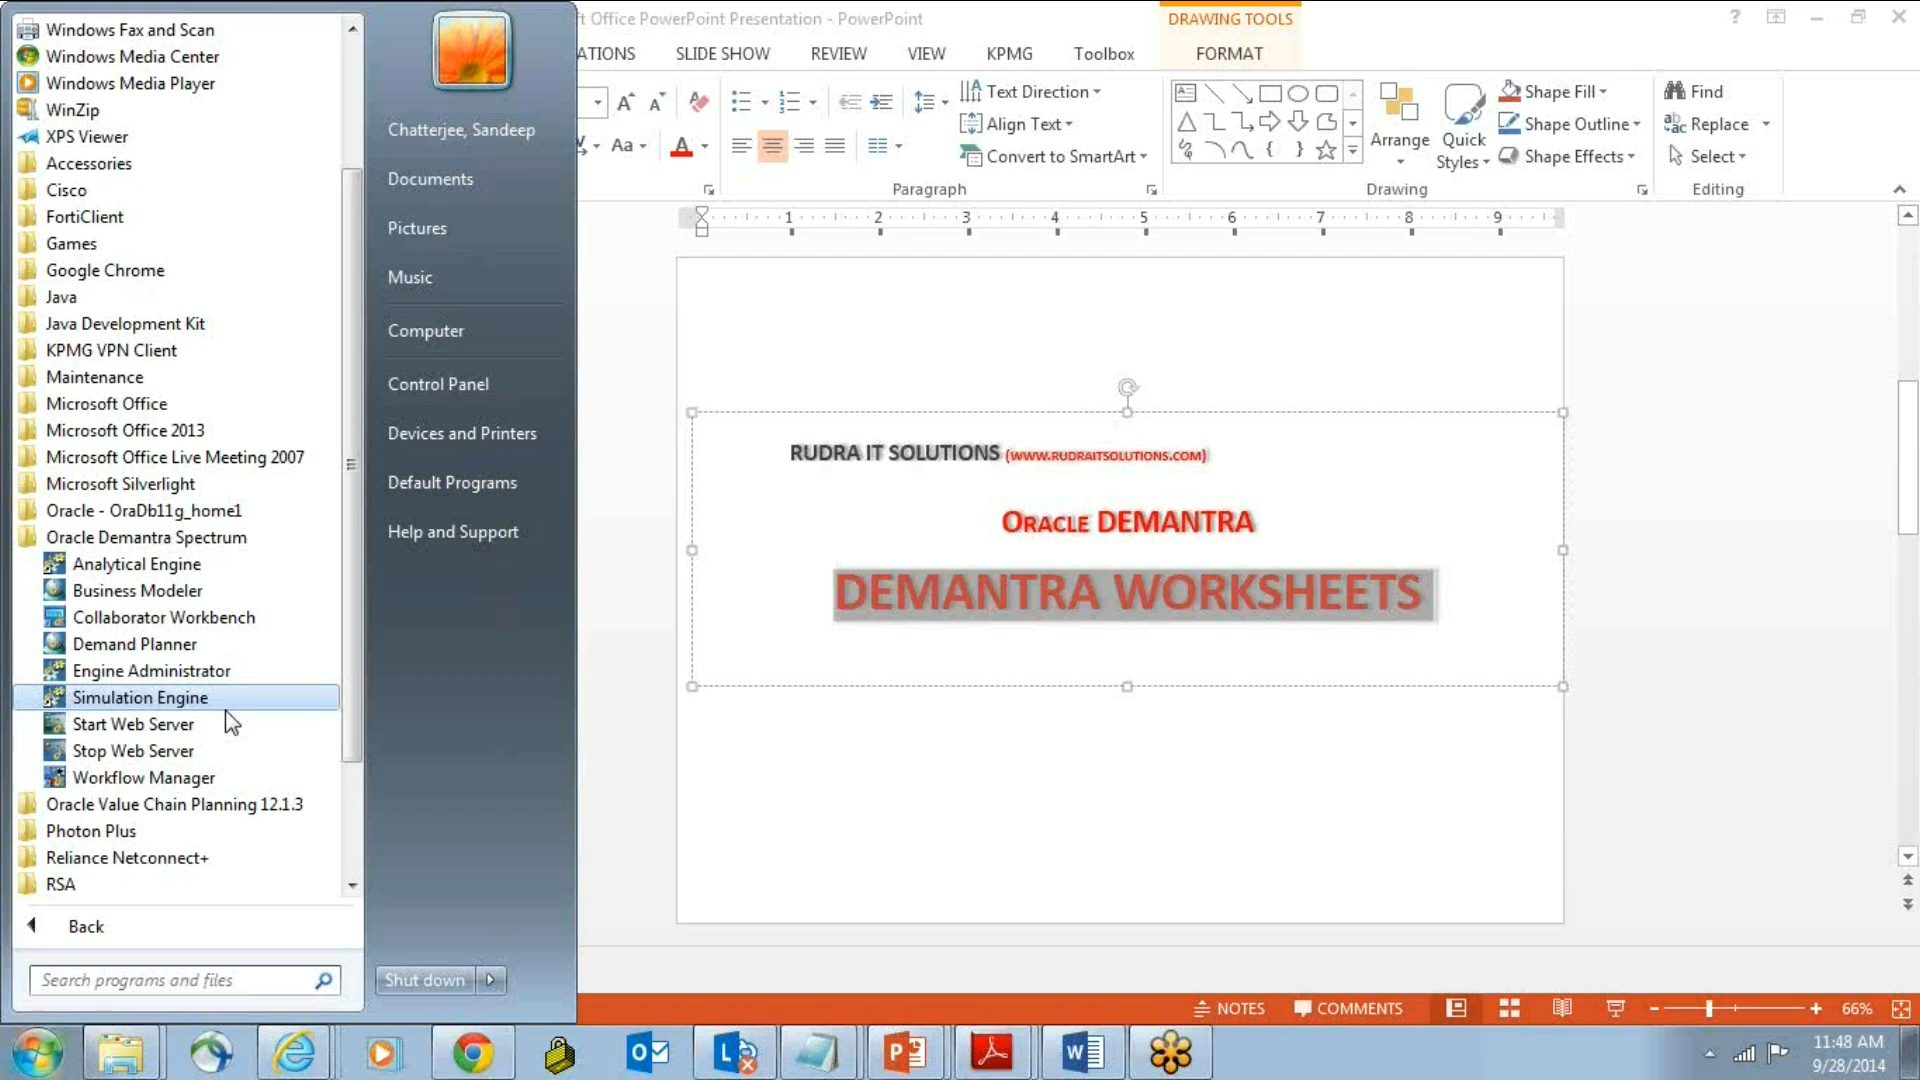 Windows Fax and Scan
Windows Media Center
Windows Media Player
WinZip
XPS Viewer
Accessories
Cisco
FortiClient
Games
Google Chrome
Java
Java Development Kit
KPMG VPN Client
Maintenance
Microsoft Office
Microsoft Office 2013
Microsoft Office Live Meeting 2007
Microsoft Silverlight
Oracle - OraDb11g_home1
Oracle Demantra Spectrum
Analytical Engine
Business Modeler
Collaborator Workbench
Demand Planner
Engine Administrator
Simulation Engine
Start Web Server
Stop Web Server
Workflow Manager
Oracle Value Chain Planning 12.1.3
Photon Plus
Reliance Netconnect+
RSA
Back
Search programs and files
Chatterjee, Sandeep
Documents
Pictures
Music
Computer
Control Panel
Devices and Printers
Default Programs
Help and Support
Shut down
Office PowerPoint Presentation - PowerPoint
DRAWING TOOLS
SLIDE SHOW REVIEW VIEW KPMG Toolbox FORMAT
Text Direction
Align Text
Convert to SmartArt
Aa
A
Paragraph
Arrange
Quick Styles
Shape Fill
Shape Outline
Shape Effects
Drawing
Find
Replace
Select
Editing
1 2 3 4 5 6 7 8 9
RUDRA IT SOLUTIONS (WWW.RUDRAITSOLUTIONS.COM)
ORACLE DEMANTRA
DEMANTRA WORKSHEETS
NOTES COMMENTS 66%
11:48 AM
9/28/2014